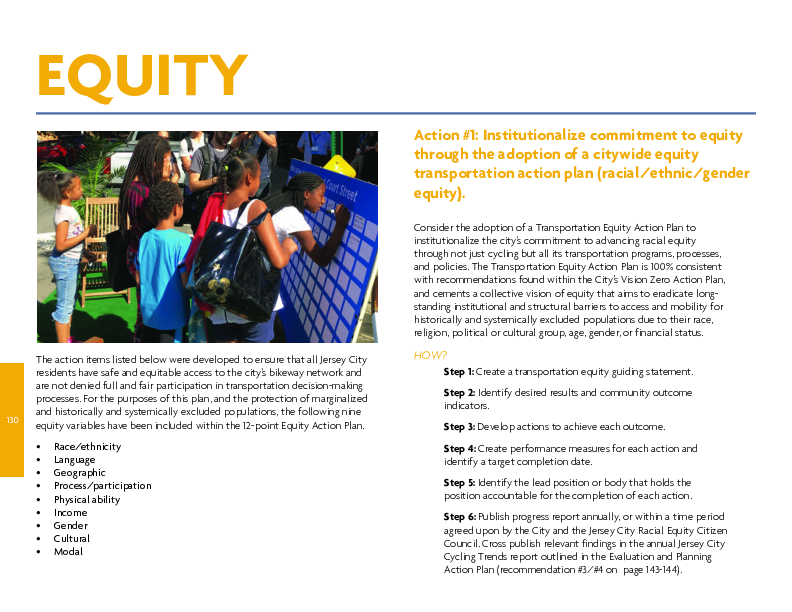 EQUITY
Court Street
The action items listed below were developed to ensure that all Jersey City
residents have safe and equitable access to the city's bikeway network and
are not denied full and fair participation in transportation decision-making
processes. For the purposes of this plan, and the protection of marginalized
and historically and systemically excluded populations, the following nine
equity variables have been included within the 12-point Equity Action Plan.
• Race/ethnicity
• Language
• Geographic
• Process/participation
• Physical ability
• Income
• Gender
• Cultural
• Modal
130
Action #1: Institutionalize commitment to equity
through the adoption of a citywide equity
transportation action plan (racial/ethnic/gender
equity).
Consider the adoption of a Transportation Equity Action Plan to
institutionalize the city's commitment to advancing racial equity
through not just cycling but all its transportation programs, processes,
and policies. The Transportation Equity Action Plan is 100% consistent
with recommendations found within the City's Vision Zero Action Plan,
and cements a collective vision of equity that aims to eradicate long-
standing institutional and structural barriers to access and mobility for
historically and systemically excluded populations due to their race,
religion, political or cultural group, age, gender, or financial status.
HOW?
Step 1: Create a transportation equity guiding statement.
Step 2: Identify desired results and community outcome
indicators.
Step 3: Develop actions to achieve each outcome.
Step 4: Create performance measures for each action and
identify a target completion date.
Step 5: Identify the lead position or body that holds the
position accountable for the completion of each action.
Step 6: Publish progress report annually, or within a time period
agreed upon by the City and the Jersey City Racial Equity Citizen
Council. Cross publish relevant findings in the annual Jersey City
Cycling Trends report outlined in the Evaluation and Planning
Action Plan (recommendation #3/#4 on page 143-144).